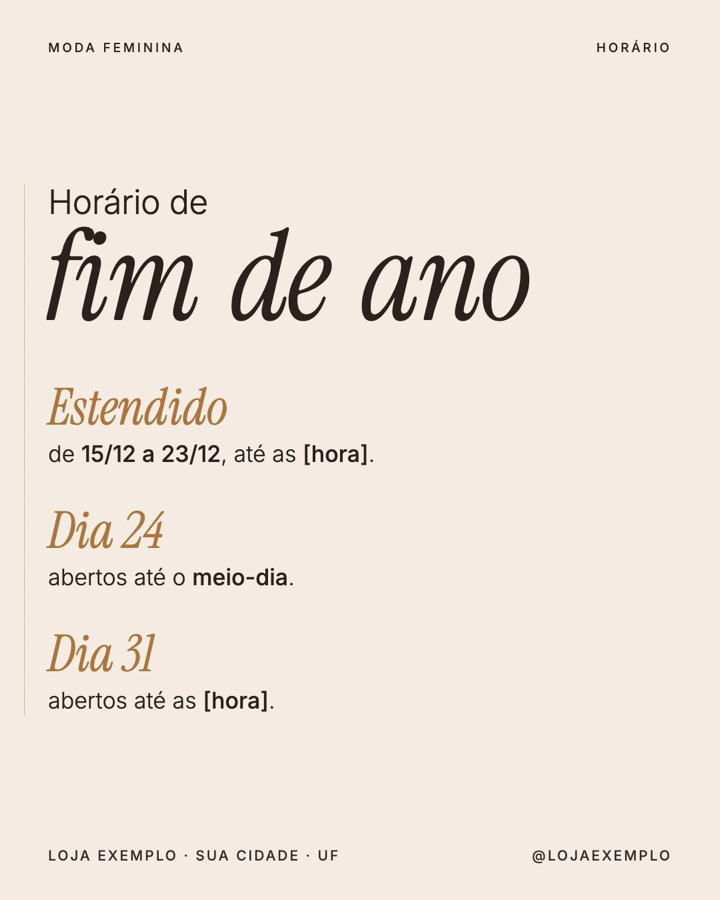 MODA FEMININA
HORÁRIO
Horário de
fim de ano
Estendido
de 15/12 a 23/12, até as [hora].
Dia 24
abertos até o meio-dia.
Dia 31
abertos até as [hora].
LOJA EXEMPLO · SUA CIDADE · UF
@LOJAEXEMPLO